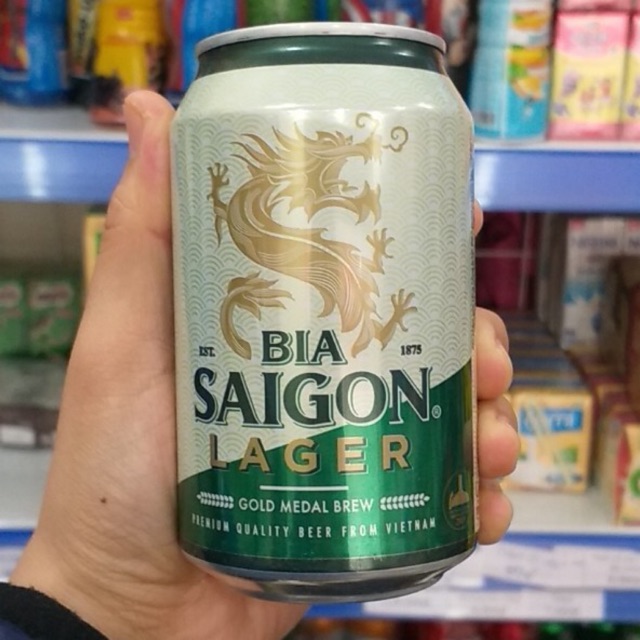 EST. BIA 1875
SAIGON®
LAGER
GOLD MEDAL BREW
PREMIUM QUALITY BEER FROM VIETNAM